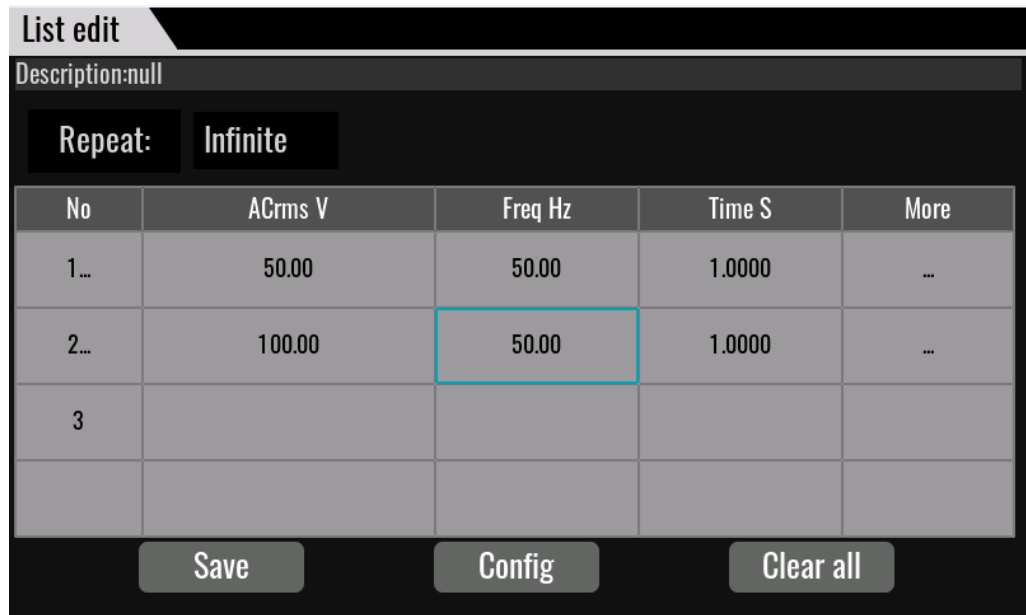 List edit
Description:null
Repeat: Infinite
No ACrms V Freq Hz Time S More
1... 50.00 50.00 1.0000 ...
2... 100.00 50.00 1.0000 ...
3
Save Config Clear all